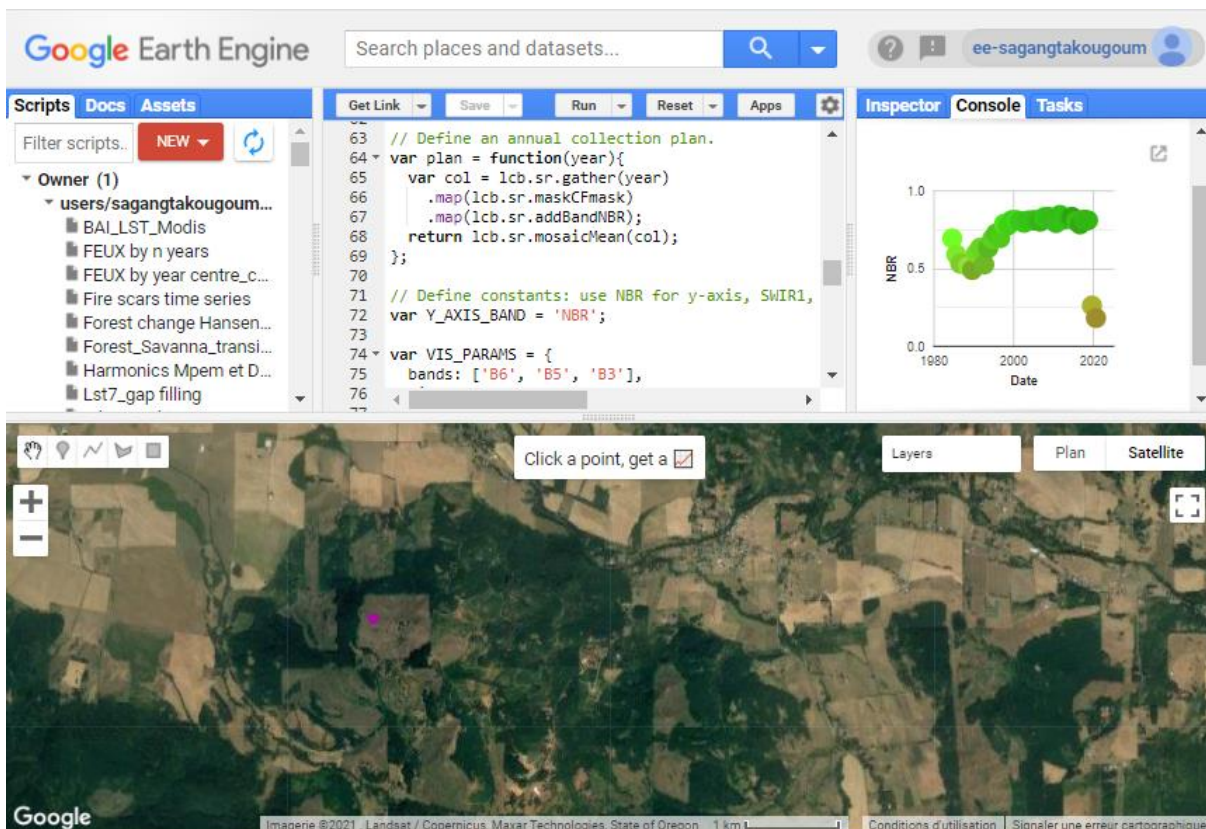 Google Earth Engine
Search places and datasets...
ee-sagangtakougoum
Scripts Docs Assets
Filter scripts..
NEW
Owner (1)
users/sagangtakougoum...
BAI_LST_Modis
FEUX by n years
FEUX by year centre_c...
Fire scars time series
Forest change Hansen...
Forest_Savanna_transi...
Harmonics Mpem et D...
Lst7_gap filling
Get Link Save Run Reset Apps
63 // Define an annual collection plan.
64 var plan = function(year){
65 var col = lcb.sr.gather(year)
66 .map(lcb.sr.maskCFmask)
67 .map(lcb.sr.addBandNBR);
68 return lcb.sr.mosaicMean(col);
69 };
70
71 // Define constants: use NBR for y-axis, SWIR1,
72 var Y_AXIS_BAND = 'NBR';
73
74 var VIS_PARAMS = {
75 bands: ['B6', 'B5', 'B3'],
76
Inspector Console Tasks
1.0
0.5
0.0
NBR
1980 2000 2020
Date
Click a point, get a
Layers
Plan Satellite
Google
Imagerie ©2021 , Landsat / Copernicus, Maxar Technologies, State of Oregon 1 km Conditions d'utilisation Signaler une erreur cartographique